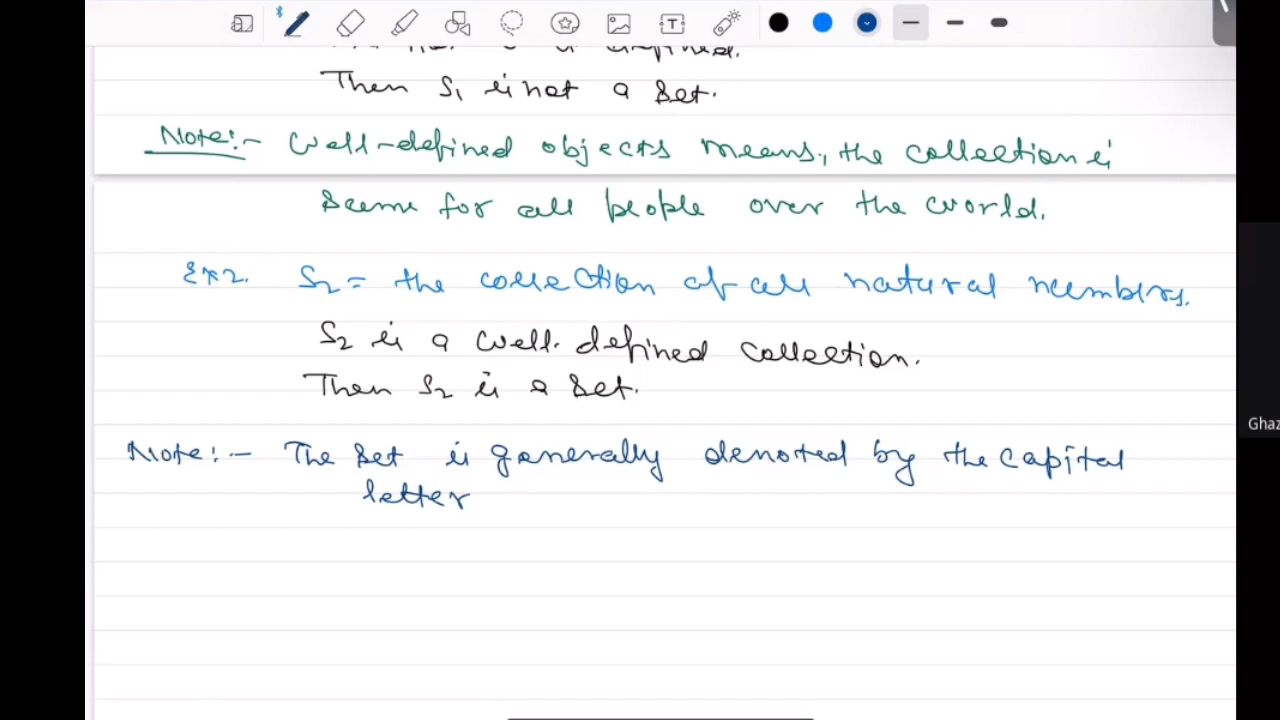 defined.
Then S₁ is not a set.
Note:- Well-defined objects means, the collection is
same for all people over the world.
Ex2. S₂ = the collection of all natural numbers.
S₂ is a well-defined collection.
Then S₂ is a set.
Note:- The set is generally denoted by the capital
letter
Ghaz